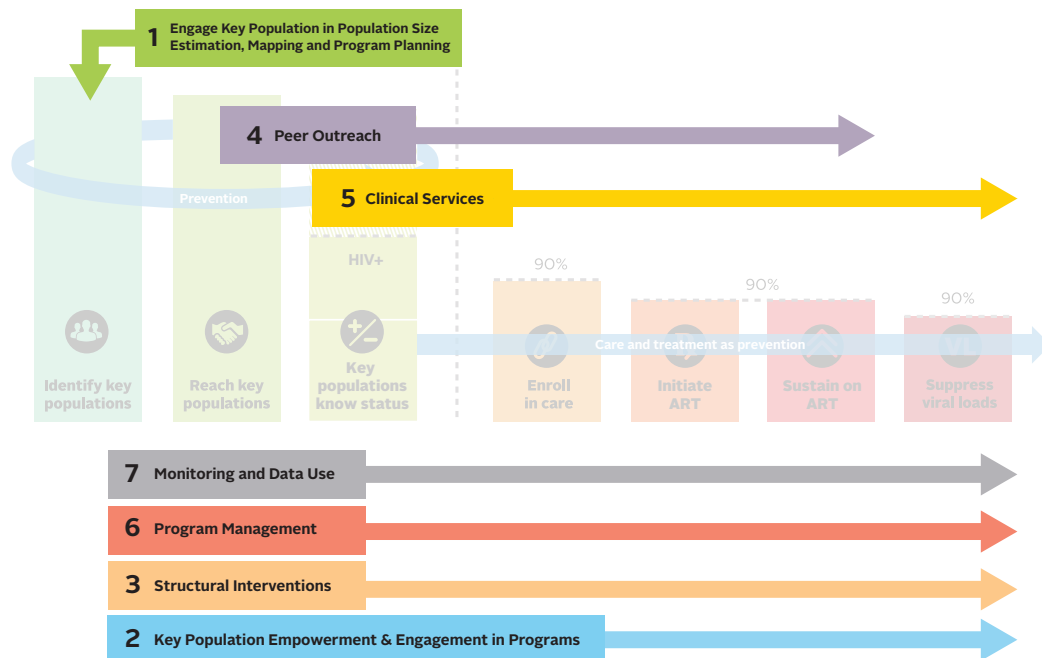 1 Engage Key Population in Population Size
Estimation, Mapping and Program Planning
4 Peer Outreach
Prevention
5 Clinical Services
HIV+
90%
90%
90%
Care and treatment as prevention
VL
Identify key
populations
Reach key
populations
Key
populations
know status
Enroll
in care
Initiate
ART
Sustain on
ART
Suppress
viral loads
7 Monitoring and Data Use
6 Program Management
3 Structural Interventions
2 Key Population Empowerment & Engagement in Programs